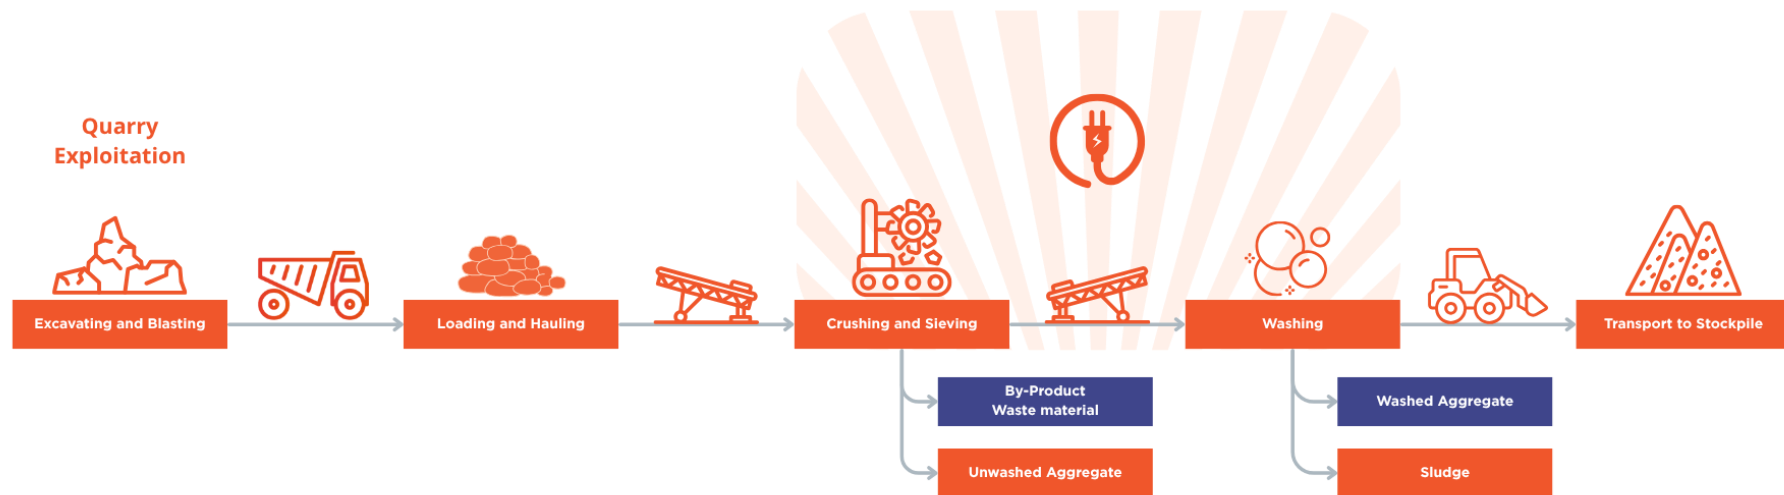 Quarry
Exploitation
Excavating and Blasting
Loading and Hauling
Crushing and Sieving
Washing
Transport to Stockpile
By-Product
Waste material
Washed Aggregate
Unwashed Aggregate
Sludge